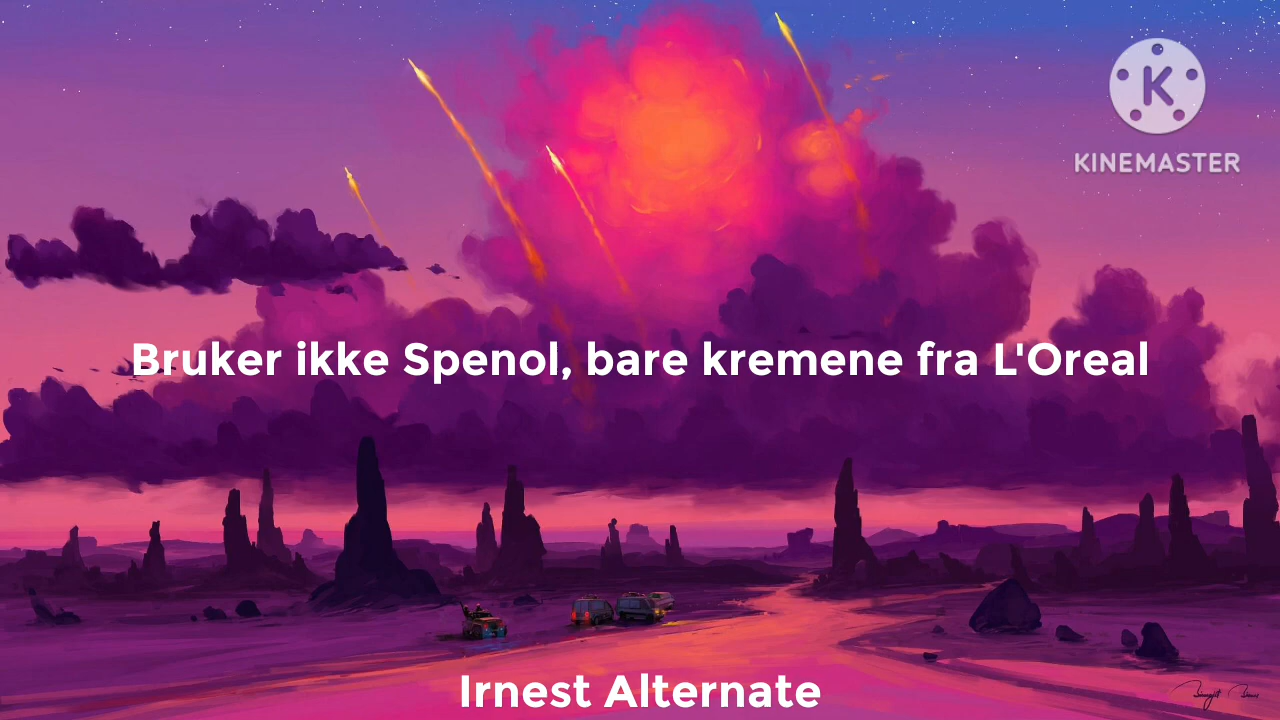 KINEMASTER
Bruker ikke Spenol, bare kremene fra L'Oreal
Irnest Alternate